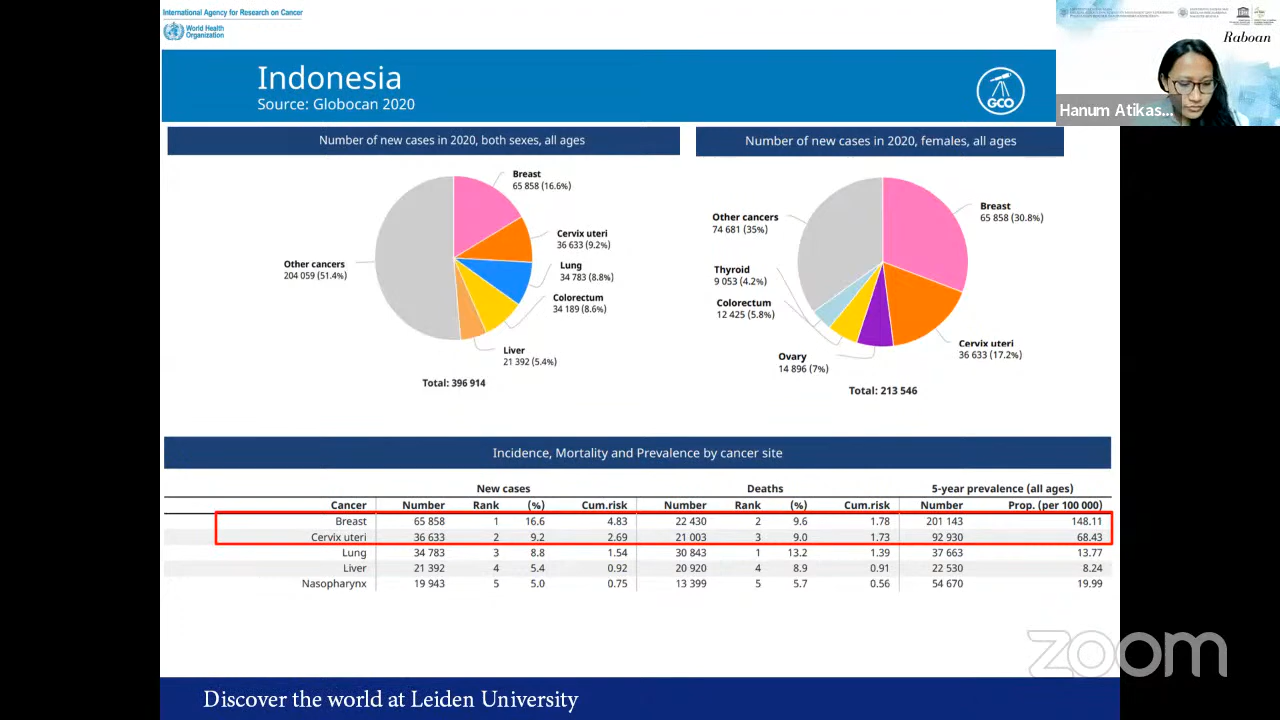 International Agency for Research on Cancer
World Health
Organization
Raboan
Hanum Atikas...
Indonesia
Source: Globocan 2020
GCO
Number of new cases in 2020, both sexes, all ages
Breast
65 858 (16.6%)
Cervix uteri
36 633 (9.2%)
Lung
34 783 (8.8%)
Colorectum
34 189 (8.6%)
Liver
21 392 (5.4%)
Other cancers
204 059 (51.4%)
Total: 396 914
Number of new cases in 2020, females, all ages
Breast
65 858 (30.8%)
Cervix uteri
36 633 (17.2%)
Ovary
14 896 (7%)
Colorectum
12 425 (5.8%)
Thyroid
9 053 (4.2%)
Other cancers
74 681 (35%)
Total: 213 546
Incidence, Mortality and Prevalence by cancer site
New cases Deaths 5-year prevalence (all ages)
Cancer Number Rank (%) Cum.risk Number Rank (%) Cum.risk Number Prop. (per 100 000)
Breast 65 858 1 16.6 4.83 22 430 2 9.6 1.78 201 143 148.11
Cervix uteri 36 633 2 9.2 2.69 21 003 3 9.0 1.73 92 930 68.43
Lung 34 783 3 8.8 1.54 30 843 1 13.2 1.39 37 663 13.77
Liver 21 392 4 5.4 0.92 20 920 4 8.9 0.91 22 530 8.24
Nasopharynx 19 943 5 5.0 0.75 13 399 5 5.7 0.56 54 670 19.99
zoom
Discover the world at Leiden University